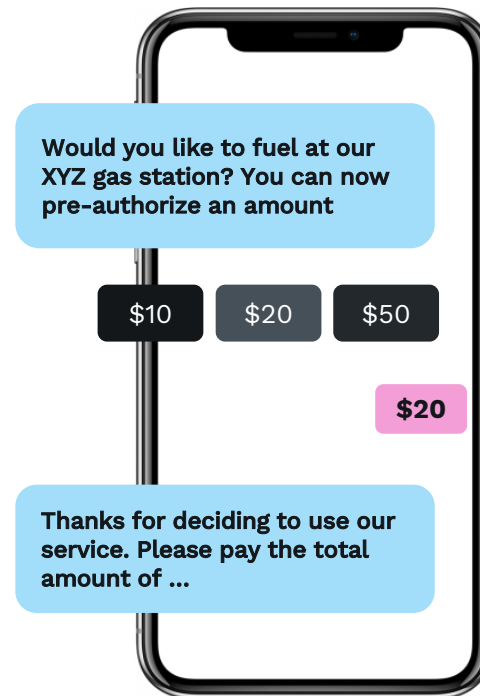 Would you like to fuel at our
XYZ gas station? You can now
pre-authorize an amount
$10 $20 $50
$20
Thanks for deciding to use our
service. Please pay the total
amount of ...